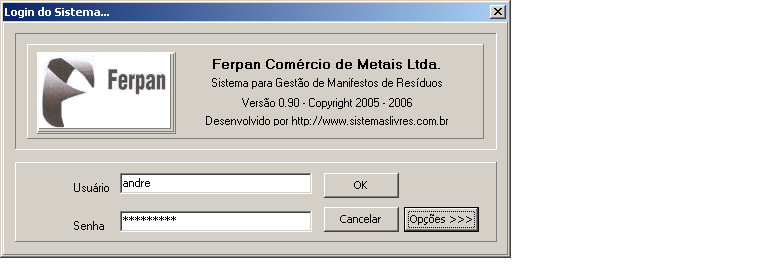 Login do Sistema...
Ferpan
Ferpan Comércio de Metais Ltda.
Sistema para Gestão de Manifestos de Resíduos
Versão 0.90 - Copyright 2005 - 2006
Desenvolvido por http://www.sistemaslivres.com.br
Usuário
andre
OK
Senha
*********
Cancelar
Opções >>>